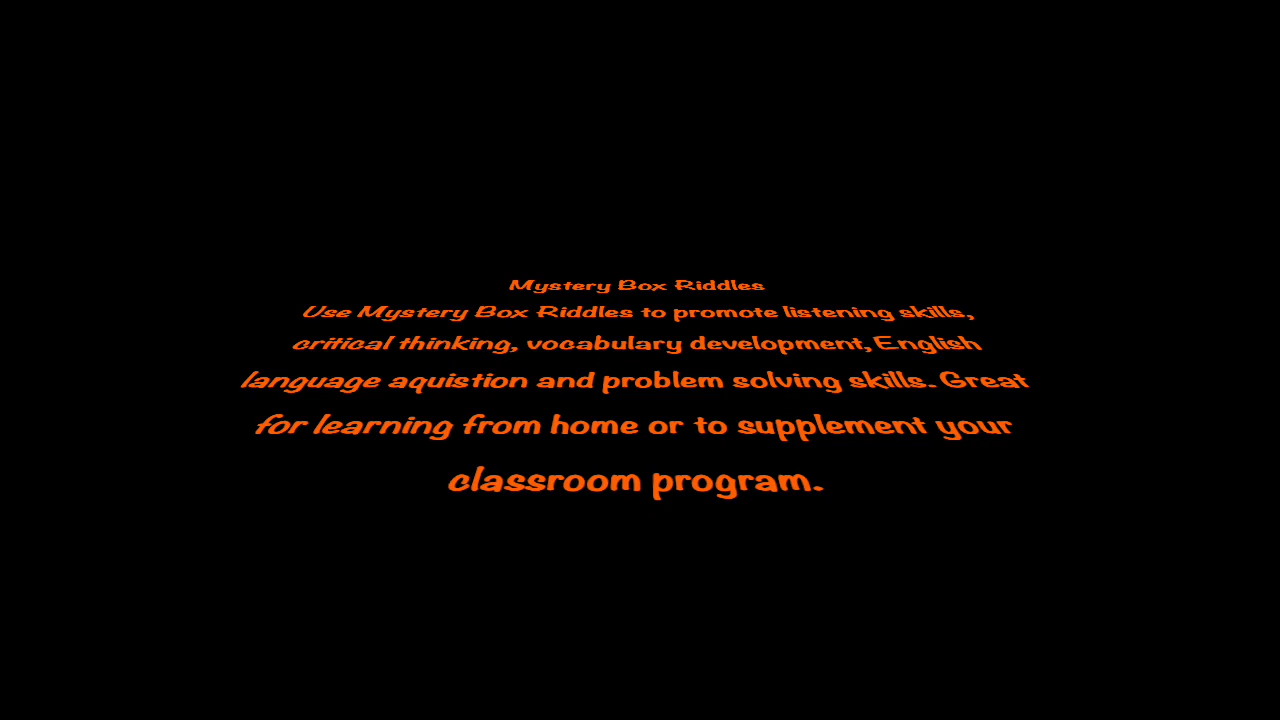 Mystery Box Riddles
Use Mystery Box Riddles to promote listening skills,
critical thinking, vocabulary development, English
language aquistion and problem solving skills. Great
for learning from home or to supplement your
classroom program.